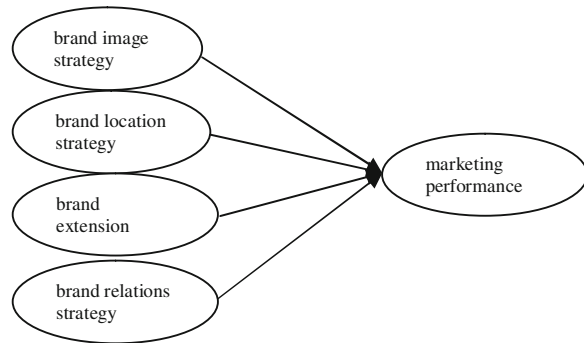 brand image
strategy
brand location
strategy
brand
extension
brand relations
strategy
marketing
performance